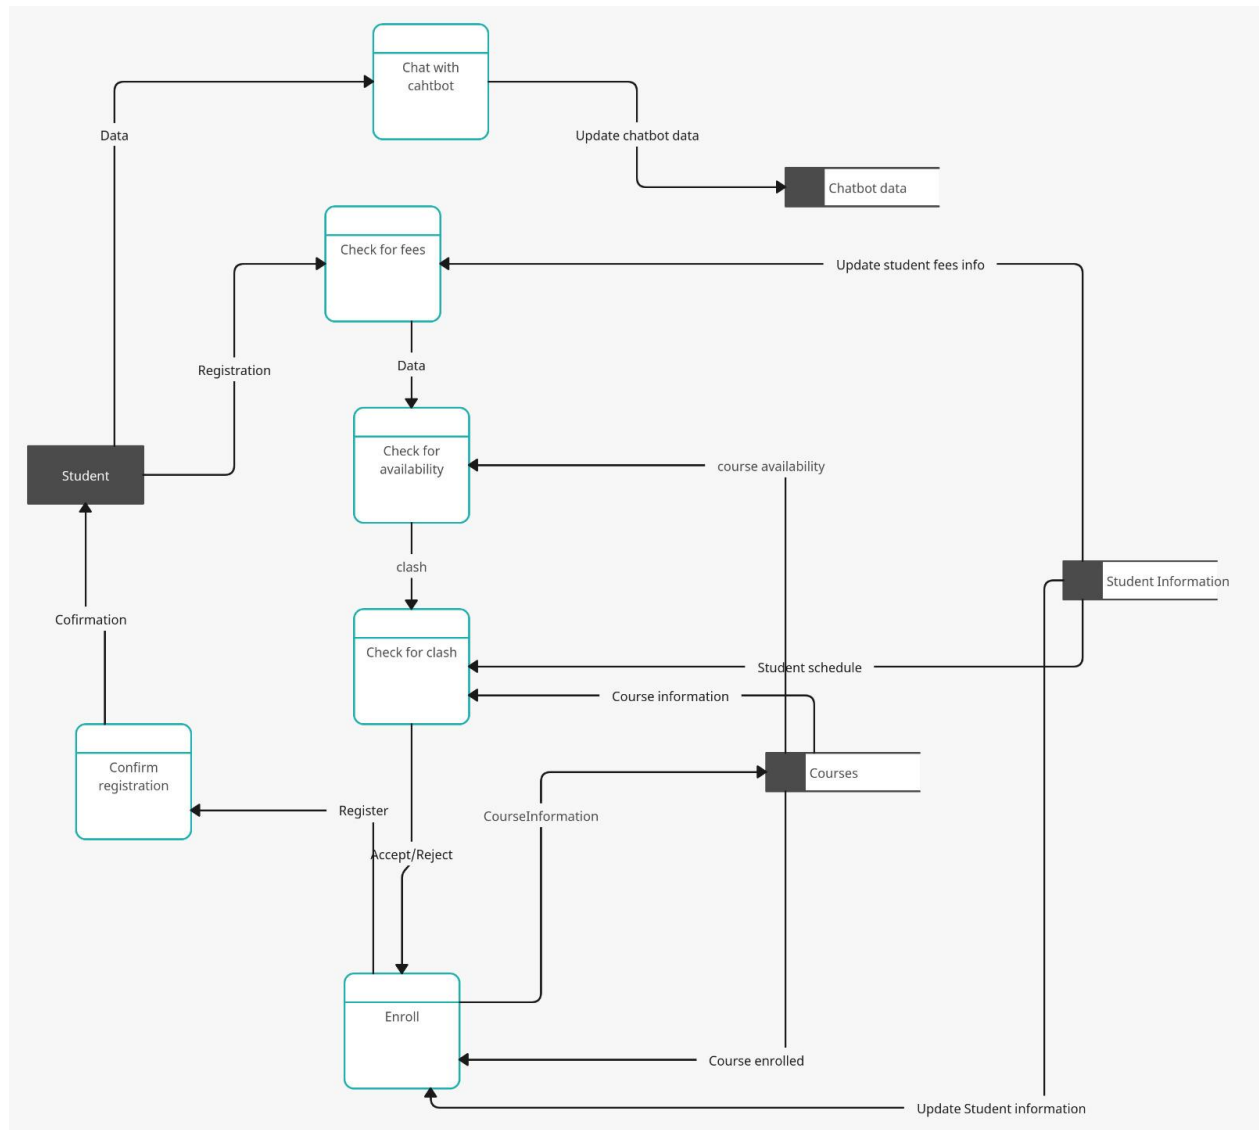 Chat with
cahtbot
Data
Update chatbot data
Chatbot data
Check for fees
Update student fees info
Data
Registration
Check for
availability
course availability
Student
clash
Student Information
Cofirmation
Check for clash
Student schedule
Course information
Confirm
registration
Courses
Register
CourseInformation
Accept/Reject
Enroll
Course enrolled
Update Student information